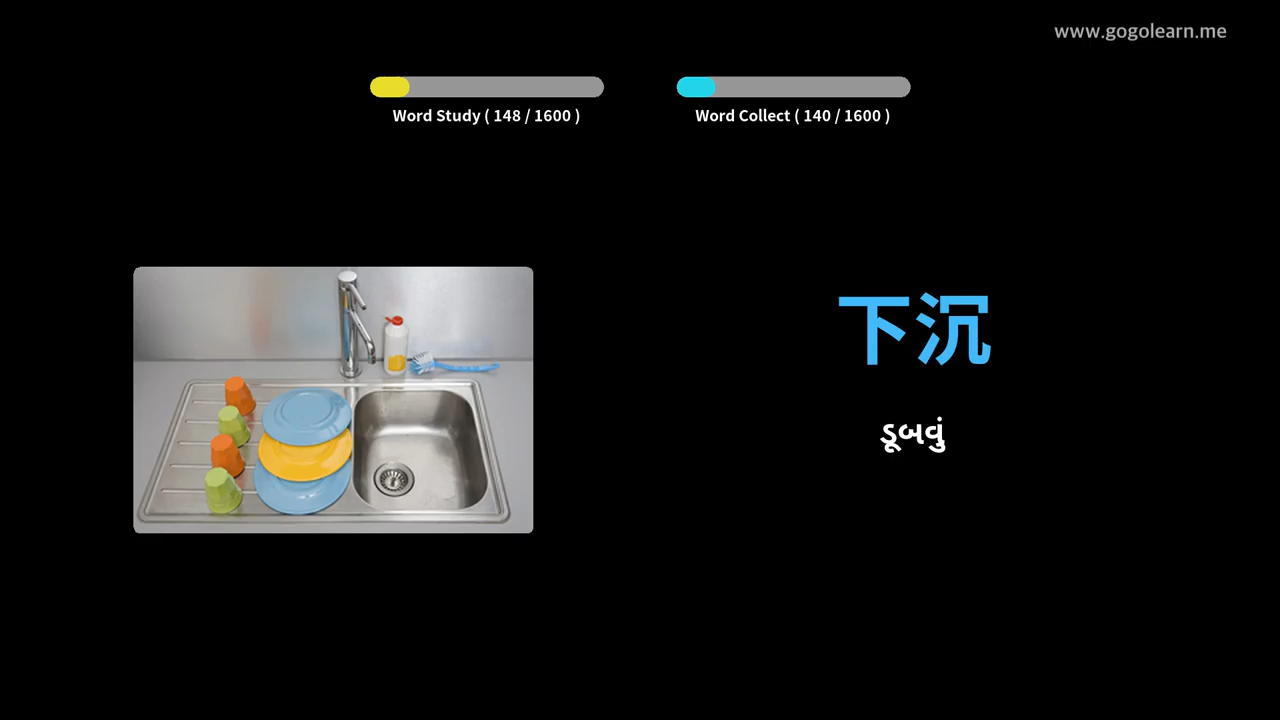 www.gogolearn.me
Word Study ( 148 / 1600 )
Word Collect ( 140 / 1600 )
下沉
ડૂબવું